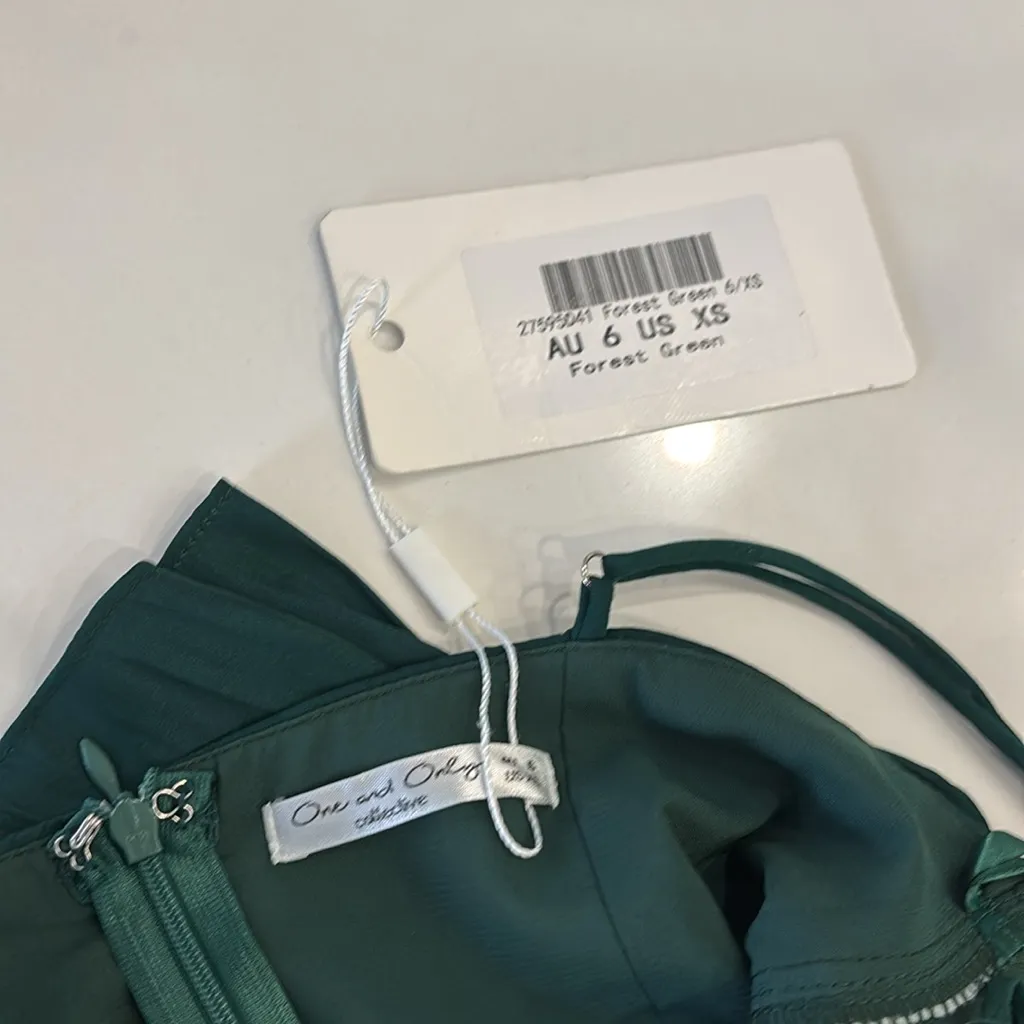 27595041 Forest Green 6/XS
AU 6 US XS
Forest Green
One and Only
collective